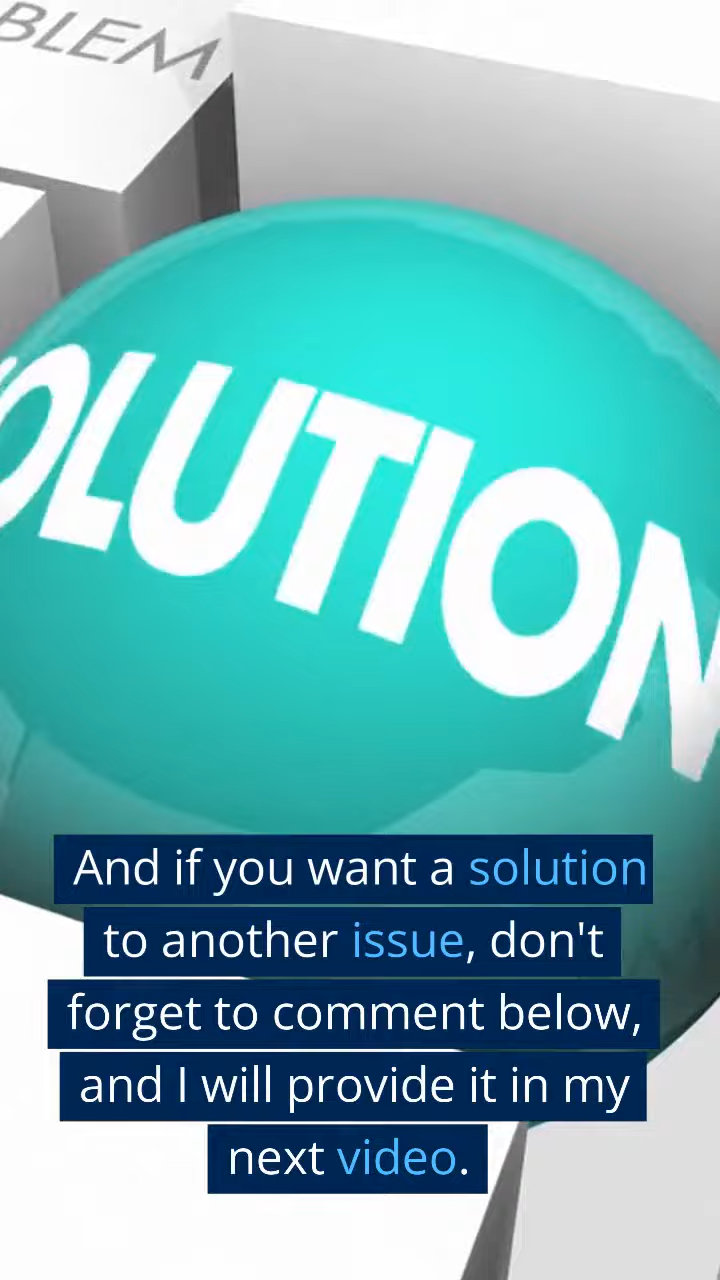 BLEM
SOLUTION
And if you want a solution
to another issue, don't
forget to comment below,
and I will provide it in my
next video.